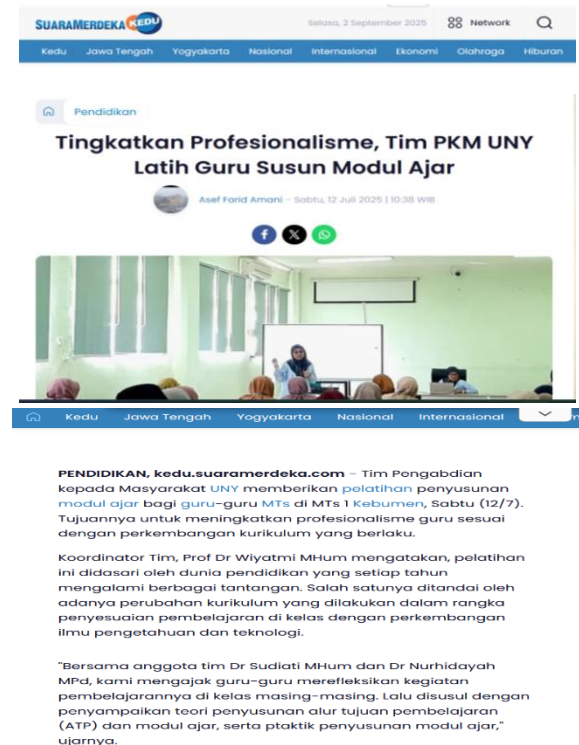 SUARAMERDEKA KEDU
Selasa, 2 September 2025
Network
Kedu Jawa Tengah Yogyakarta Nasional Internasional Ekonomi Olahraga Hiburan
Pendidikan
Tingkatkan Profesionalisme, Tim PKM UNY
Latih Guru Susun Modul Ajar
Asef Farid Amani - Sabtu, 12 Juli 2025 | 10:38 WIB
Kedu Jawa Tengah Yogyakarta Nasional Internasional
PENDIDIKAN, kedu.suaramerdeka.com - Tim Pengabdian
kepada Masyarakat UNY memberikan pelatihan penyusunan
modul ajar bagi guru-guru MTs di MTs 1 Kebumen, Sabtu (12/7).
Tujuannya untuk meningkatkan profesionalisme guru sesuai
dengan perkembangan kurikulum yang berlaku.
Koordinator Tim, Prof Dr Wiyatmi MHum mengatakan, pelatihan
ini didasari oleh dunia pendidikan yang setiap tahun
mengalami berbagai tantangan. Salah satunya ditandai oleh
adanya perubahan kurikulum yang dilakukan dalam rangka
penyesuaian pembelajaran di kelas dengan perkembangan
ilmu pengetahuan dan teknologi.
"Bersama anggota tim Dr Sudiati MHum dan Dr Nurhidayah
MPd, kami mengajak guru-guru merefleksikan kegiatan
pembelajarannya di kelas masing-masing. Lalu disusul dengan
penyampaikan teori penyusunan alur tujuan pembelajaran
(ATP) dan modul ajar, serta ptaktik penyusunan modul ajar,"
ujarnya.